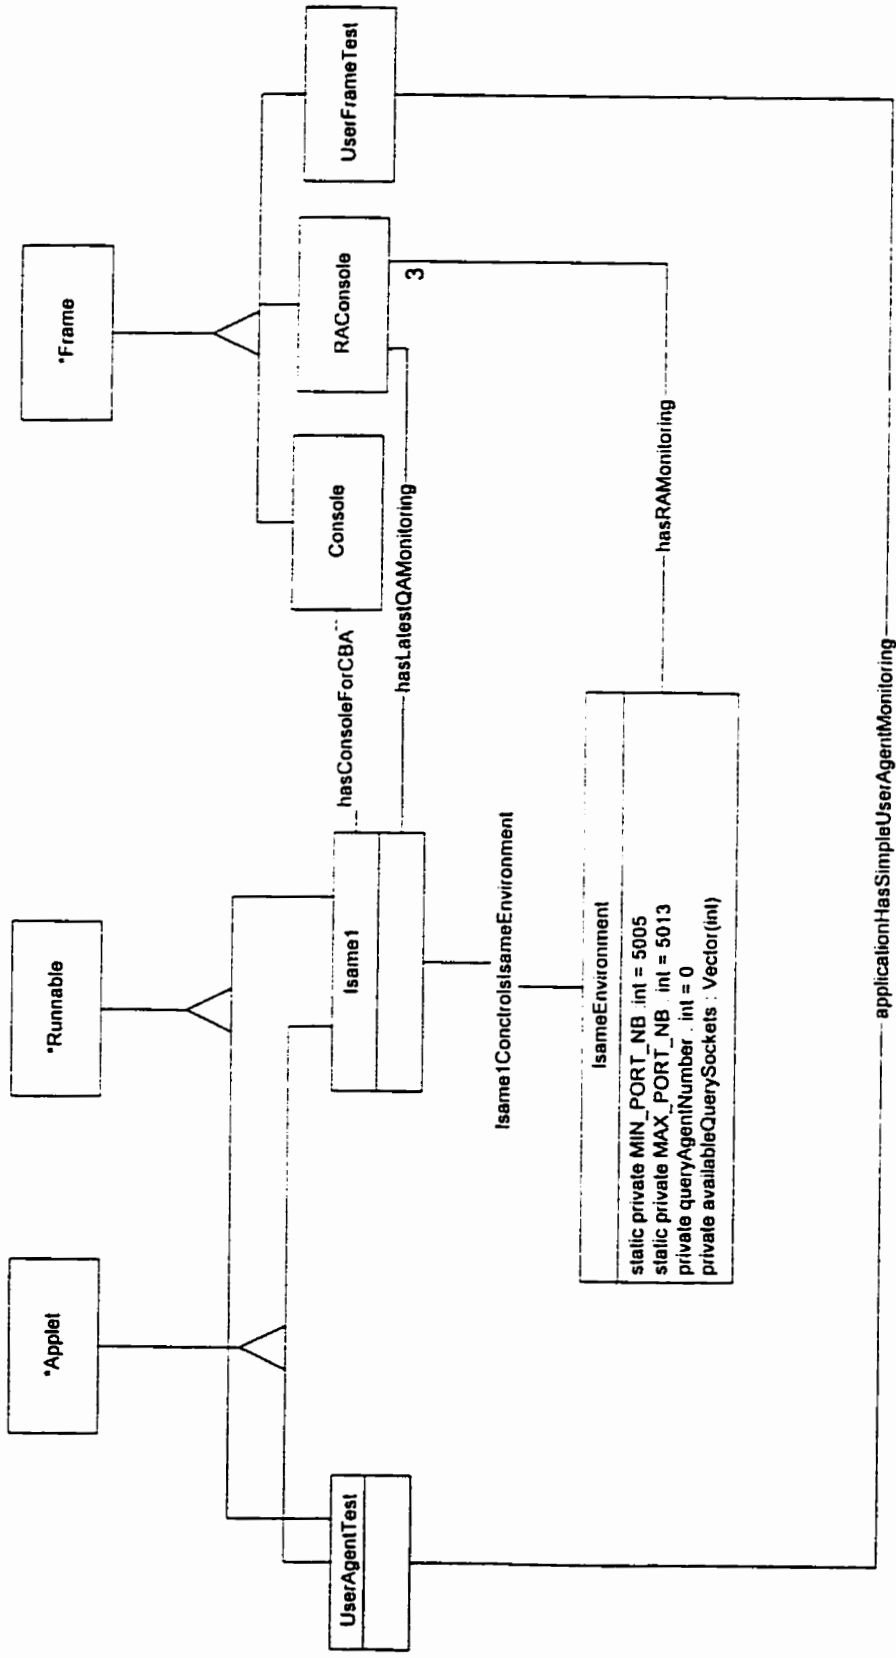 *Applet
*Runnable
*Frame
UserAgentTest
Isame1
Console
RAConsole
UserFrameTest
hasConsoleForCBA
hasLatestQAMonitoring
3
Isame1ConctrolsIsameEnvironment
IsameEnvironment
static private MIN_PORT_NB : int = 5005
static private MAX_PORT_NB : int = 5013
private queryAgentNumber : int = 0
private availableQuerySockets : Vector(int)
hasRAMonitoring
applicationHasSimpleUserAgentMonitoring